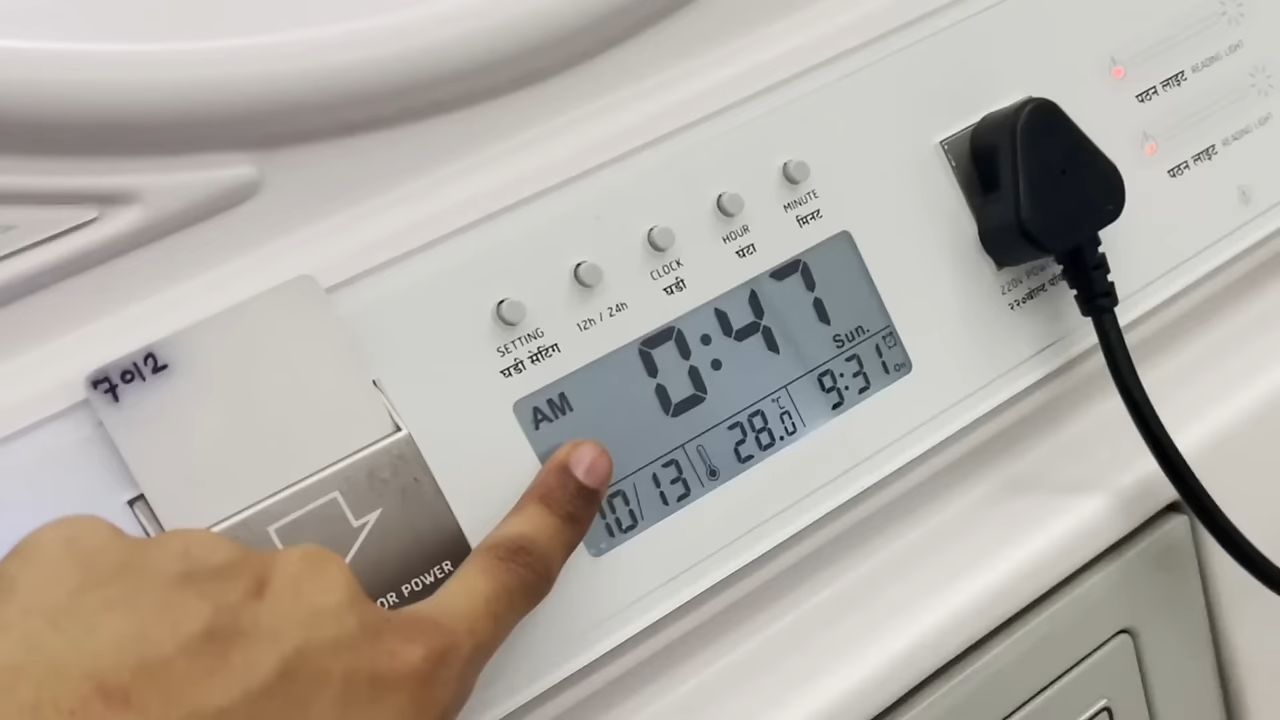 7012
OR POWER
SETTING
घडी सेटिंग
12h / 24h
CLOCK
घडी
HOUR
घंटा
MINUTE
मिनट
AM
0:47
Sun.
10/13
28.0 °C
9:31
On
पठन लाइट READING LIGHT
पठन लाइट READING LIGHT